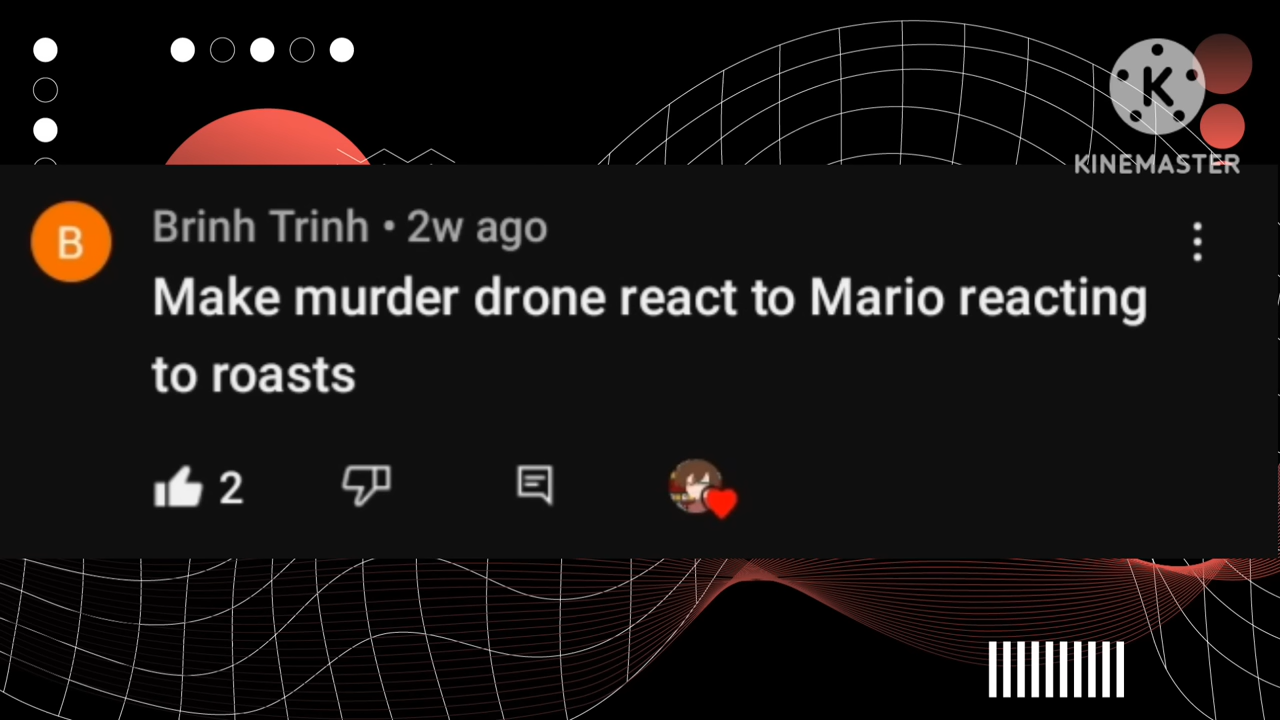 K
KINEMASTER
B
Brinh Trinh • 2w ago
Make murder drone react to Mario reacting
to roasts
2